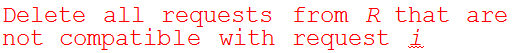 Delete all requests from R that are
not compatible with request i